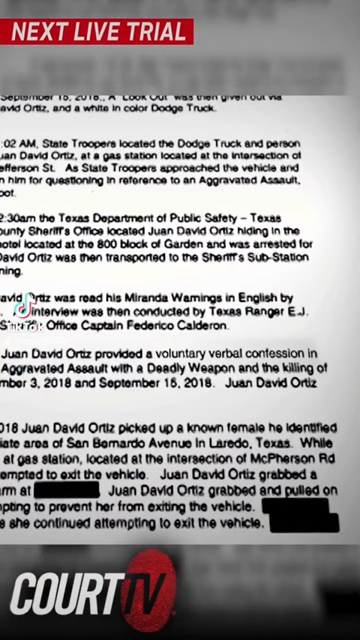 NEXT LIVE TRIAL
September 15, 2018., A "Look Out" was then given out via
avid Ortiz, and a white in color Dodge Truck.
:02 AM, State Troopers located the Dodge Truck and person
uan David Ortiz, at a gas station located at the intersection of
efferson St. As State Troopers approached the vehicle and
n him for questioning in reference to an Aggravated Assault,
oot.
2:30am the Texas Department of Public Safety – Texas
ounty Sheriff's Office located Juan David Ortiz hiding in the
hotel located at the 800 block of Garden and was arrested for
David Ortiz was then transported to the Sheriff's Sub-Station
ning.
avid Ortiz was read his Miranda Warnings in English by
interview was then conducted by Texas Ranger E.J.
Office Captain Federico Calderon.
TikTok
Juan David Ortiz provided a voluntary verbal confession in
Aggravated Assault with a Deadly Weapon and the killing of
mber 3, 2018 and September 15, 2018. Juan David Ortiz
018 Juan David Ortiz picked up a known female he identified
iate area of San Bernardo Avenue in Laredo, Texas. While
at gas station, located at the intersection of McPherson Rd
empted to exit the vehicle. Juan David Ortiz grabbed a
arm at Juan David Ortiz grabbed and pulled on
pting to prevent her from exiting the vehicle.
e she continued attempting to exit the vehicle.
COURT TV